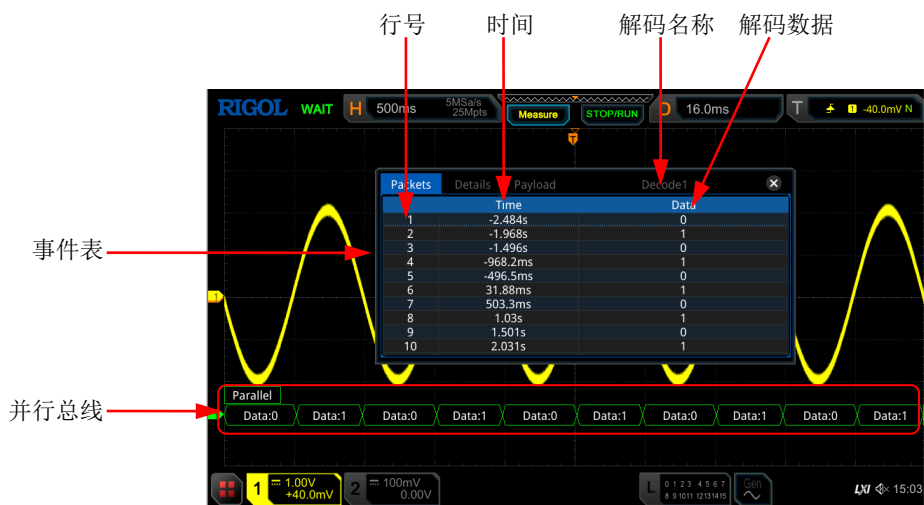 行号 时间 解码名称 解码数据
RIGOL WAIT H 500ms 5MSa/s 25Mpts Measure STOP/RUN D 16.0ms T 1 -40.0mV N
T
Packets Details Payload Decode1
Time Data
1 -2.484s 0
2 -1.968s 1
3 -1.496s 0
4 -968.2ms 1
5 -496.5ms 0
6 31.88ms 1
7 503.3ms 0
8 1.03s 1
9 1.501s 0
10 2.031s 1
事件表
1
Parallel
并行总线
Data:0 Data:1 Data:0 Data:1 Data:0 Data:1 Data:0 Data:1 Data:0 Data:1
1 1.00V +40.0mV 2 100mV 0.00V L 0 1 2 3 4 5 6 7 8 9 1011 12131415 Gen LXI 15:03